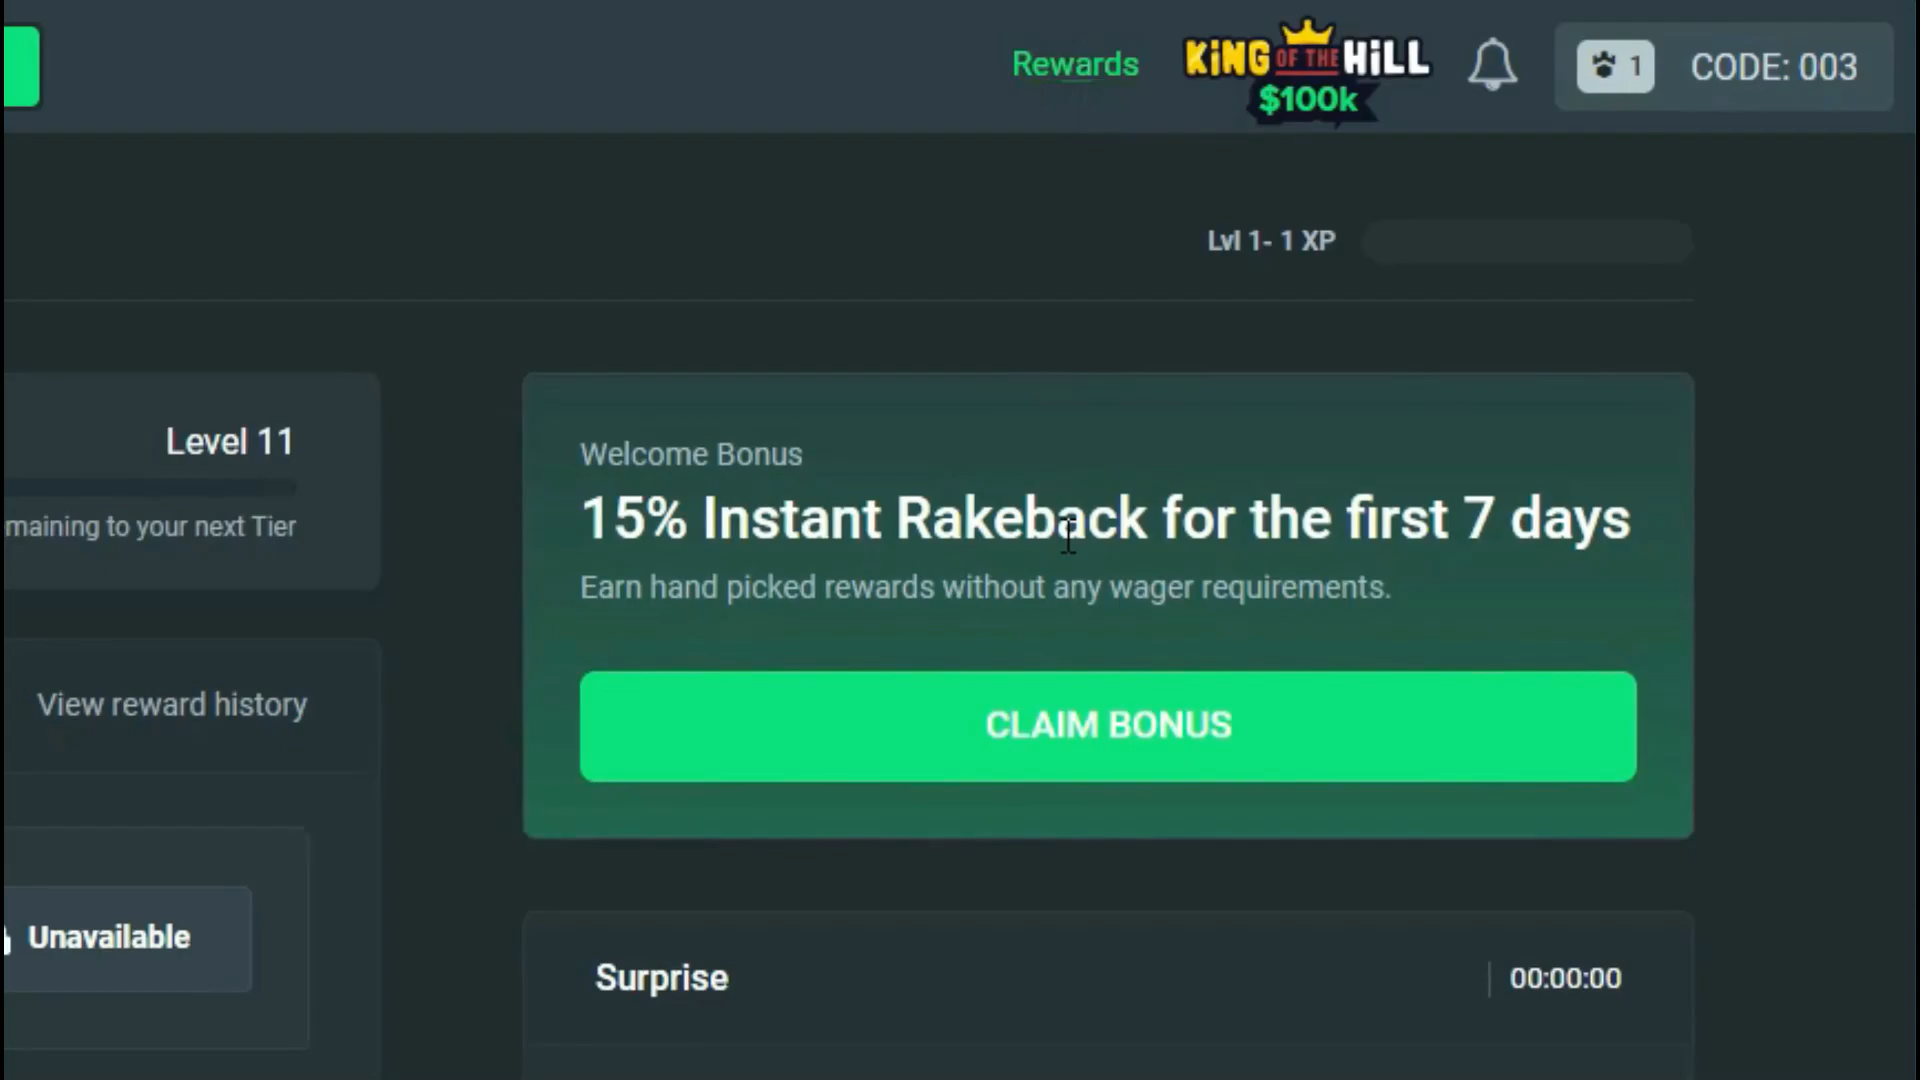 Rewards
KiNG OF THE HiLL
$100k
1
CODE: 003
Lvl 1- 1 XP
Level 11
maining to your next Tier
View reward history
Unavailable
Welcome Bonus
15% Instant Rakeback for the first 7 days
Earn hand picked rewards without any wager requirements.
CLAIM BONUS
Surprise
00:00:00